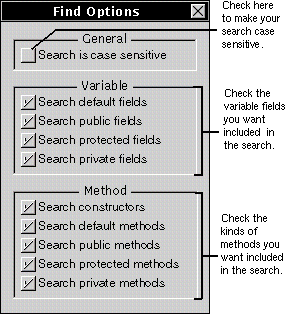 Find Options
General
Search is case sensitive
Variable
Search default fields
Search public fields
Search protected fields
Search private fields
Method
Search constructors
Search default methods
Search public methods
Search protected methods
Search private methods
Check here
to make your
search case
sensitive.
Check the
variable fields
you want
included in
the search.
Check the
kinds of
methods you
want included
in the search.